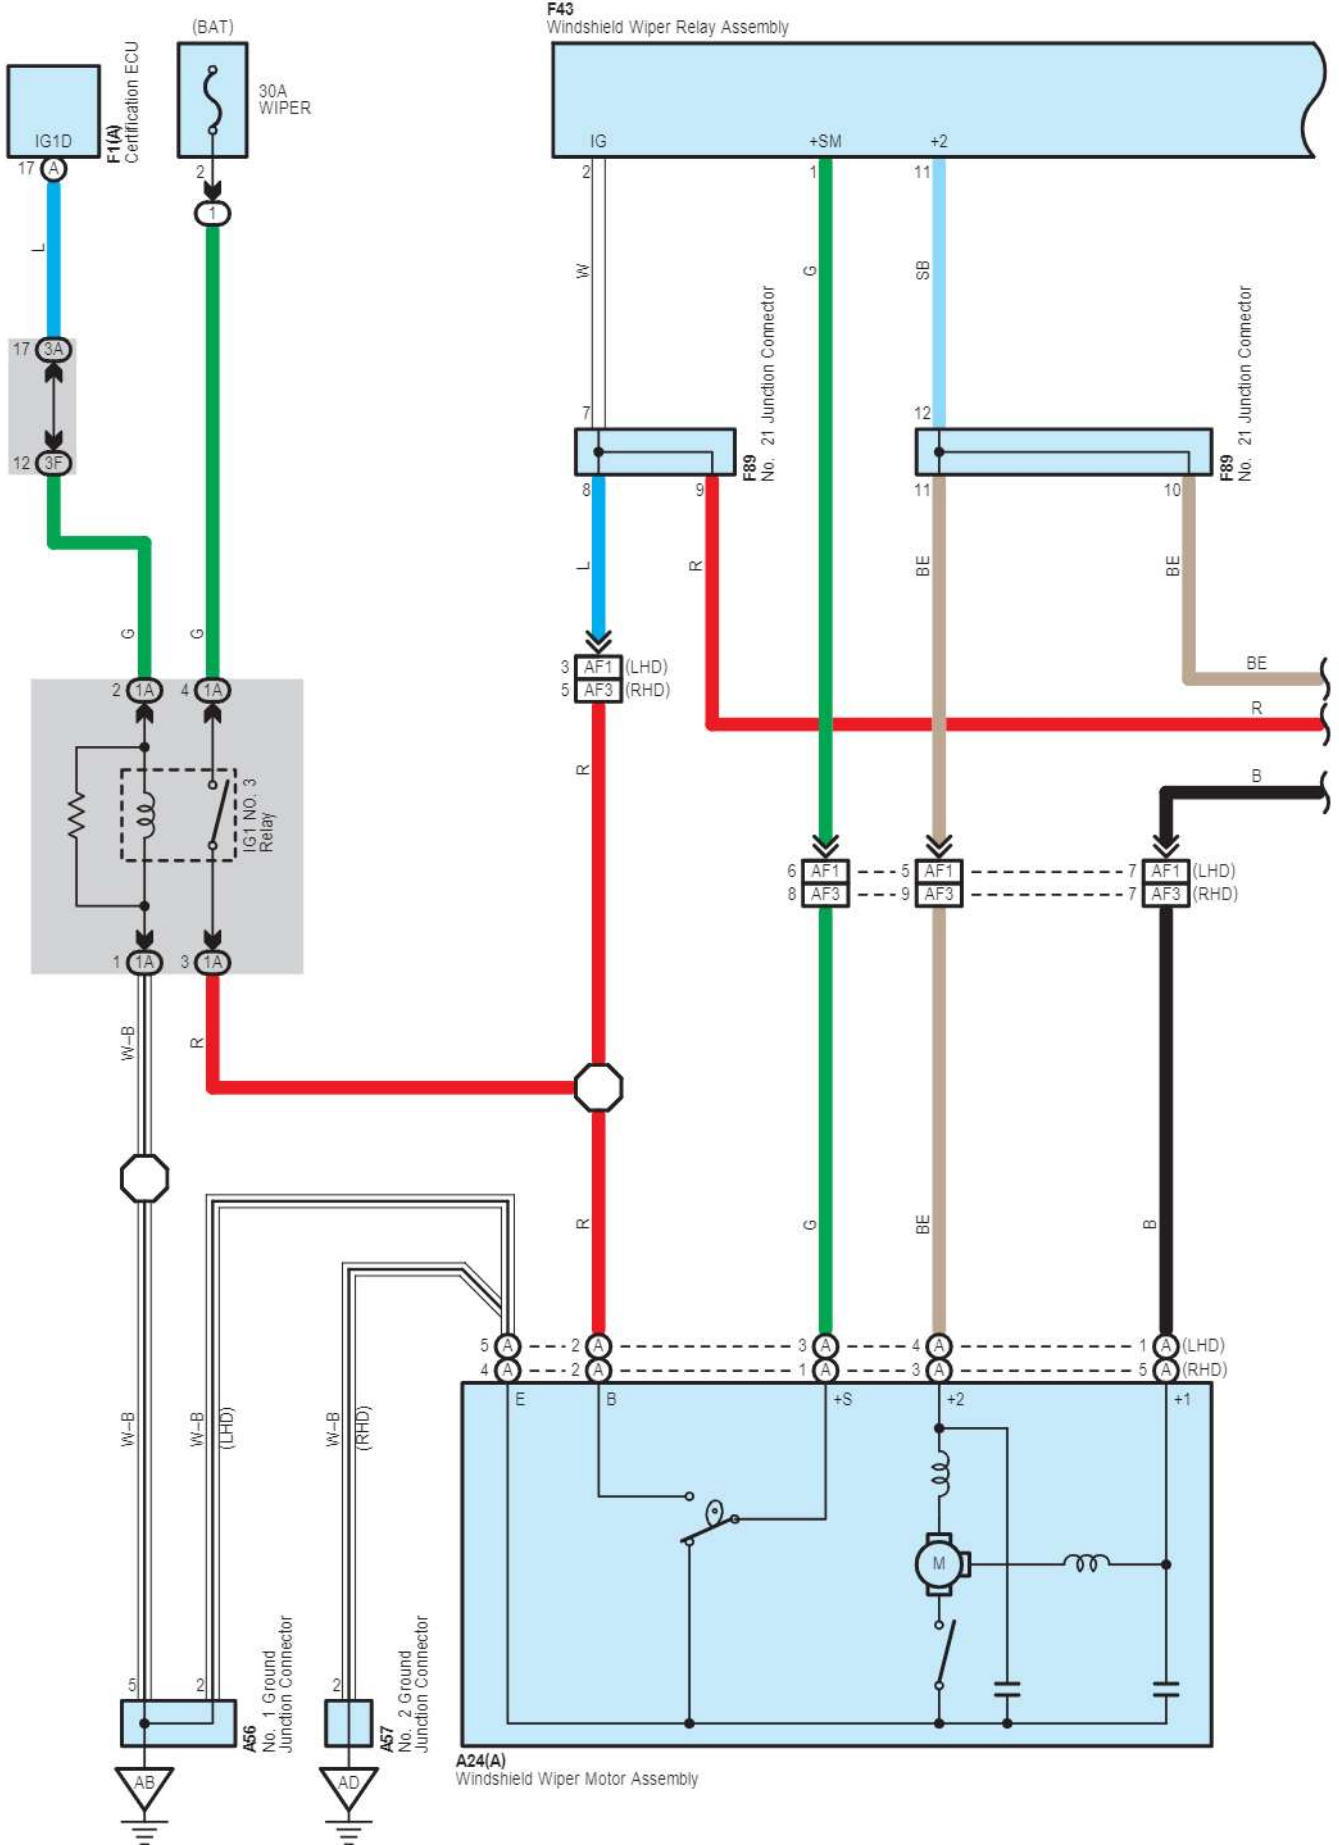 F43
Windshield Wiper Relay Assembly
(BAT)
F1(A)
Certification ECU
30A
WIPER
IG1D
IG
+SM
+2
17 A
2
2
1
11
1
L
W
G
SB
No. 21 Junction Connector
No. 21 Junction Connector
17 3A
7
12
12 3F
F89
F89
8
9
11
10
L
R
BE
BE
G
G
3 AF1 (LHD)
5 AF3 (RHD)
BE
2 1A
4 1A
R
R
B
IG1 NO. 3
Relay
6 AF1
5 AF1
7 AF1 (LHD)
8 AF3
9 AF3
7 AF3 (RHD)
1 1A
3 1A
W–B
R
R
G
BE
B
5 A
2 A
3 A
4 A
1 A (LHD)
4 A
2 A
1 A
3 A
5 A (RHD)
E
B
+S
+2
+1
W–B
W–B
(LHD)
W–B
(RHD)
M
5
2
2
A56
No. 1 Ground
Junction Connector
A57
No. 2 Ground
Junction Connector
AB
AD
A24(A)
Windshield Wiper Motor Assembly